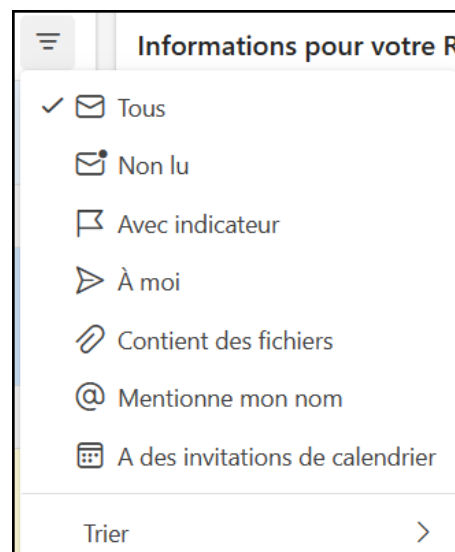 Informations pour votre
Tous
Non lu
Avec indicateur
À moi
Contient des fichiers
Mentionne mon nom
A des invitations de calendrier
Trier